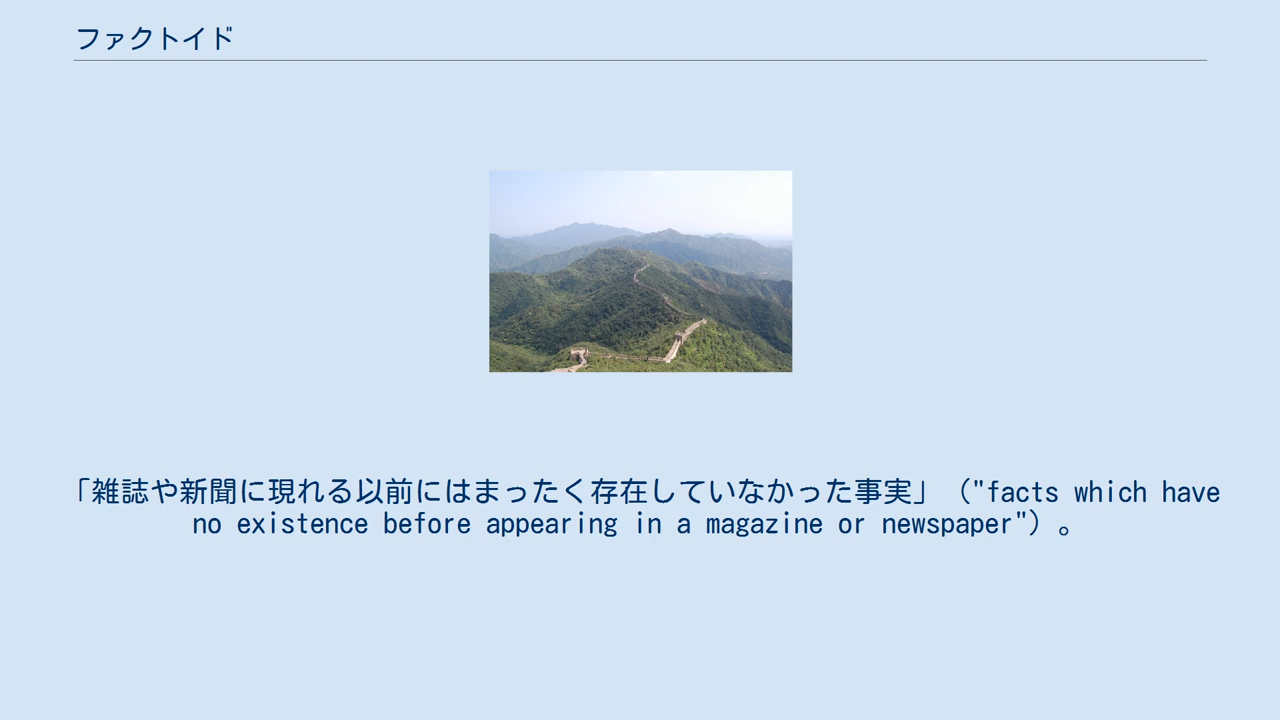 ファクトイド
「雑誌や新聞に現れる以前にはまったく存在していなかった事実」（"facts which have
no existence before appearing in a magazine or newspaper"）。